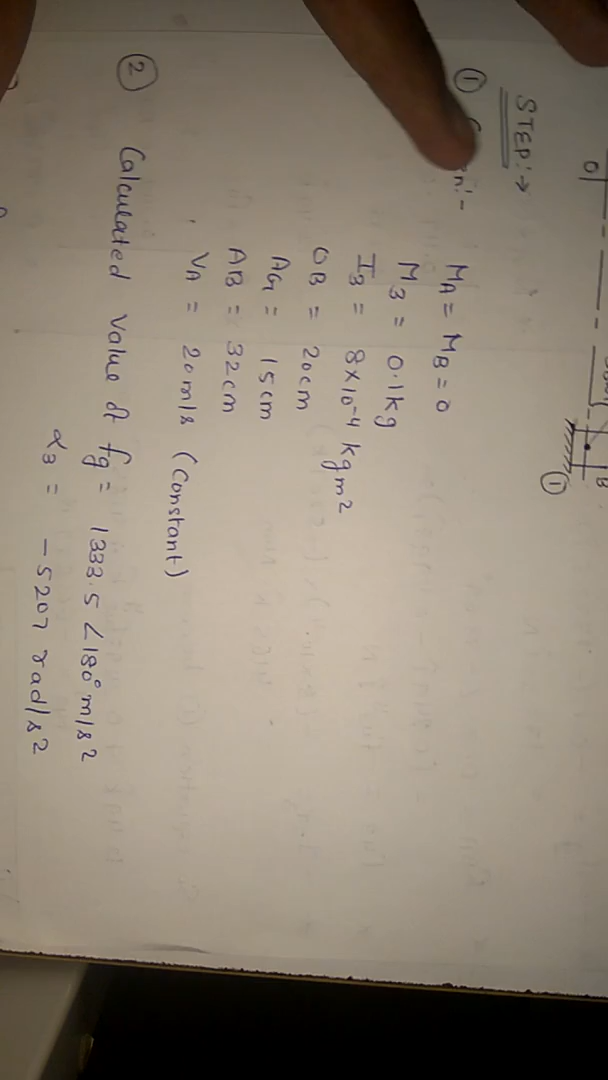 O
B
①
STEP:→
①
n:-
MA = MB = 0
M3 = 0.1kg
I3 = 8×10⁻⁴ kgm²
OB = 20cm
AG = 15cm
AB = 32cm
VA = 20m/s (Constant)
② Calculated Value of fg = 1333.5 ∠180° m/s²
α3 = -5207 rad/s²